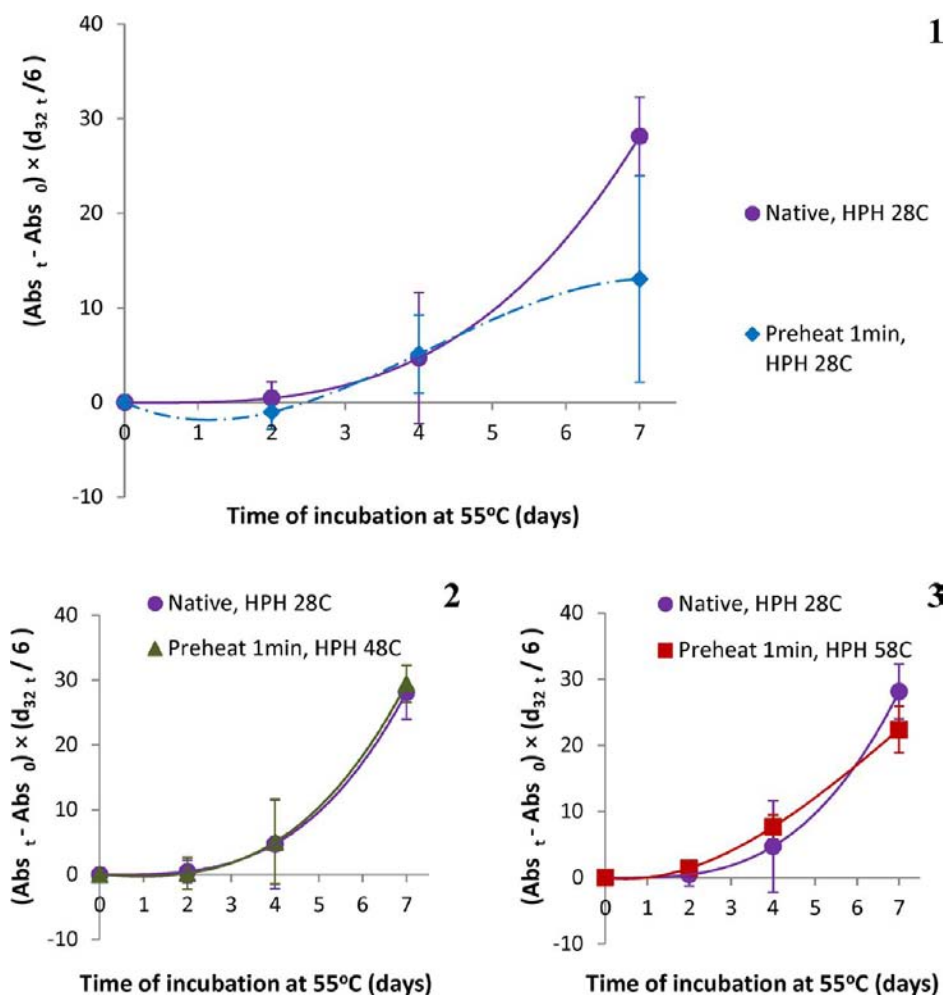 1
40
30
20
10
0
-10
0 1 2 3 4 5 6 7
(Abs t - Abs 0) × (d32 t /6)
Time of incubation at 55ºC (days)
Native, HPH 28C
Preheat 1min,
HPH 28C
2
Native, HPH 28C
Preheat 1min, HPH 48C
40
30
20
10
0
-10
0 1 2 3 4 5 6 7
(Abs t - Abs 0) × (d32 t / 6)
Time of incubation at 55ºC (days)
3
Native, HPH 28C
Preheat 1min, HPH 58C
40
30
20
10
0
-10
0 1 2 3 4 5 6 7
(Abs t - Abs 0) × (d32 t / 6)
Time of incubation at 55ºC (days)